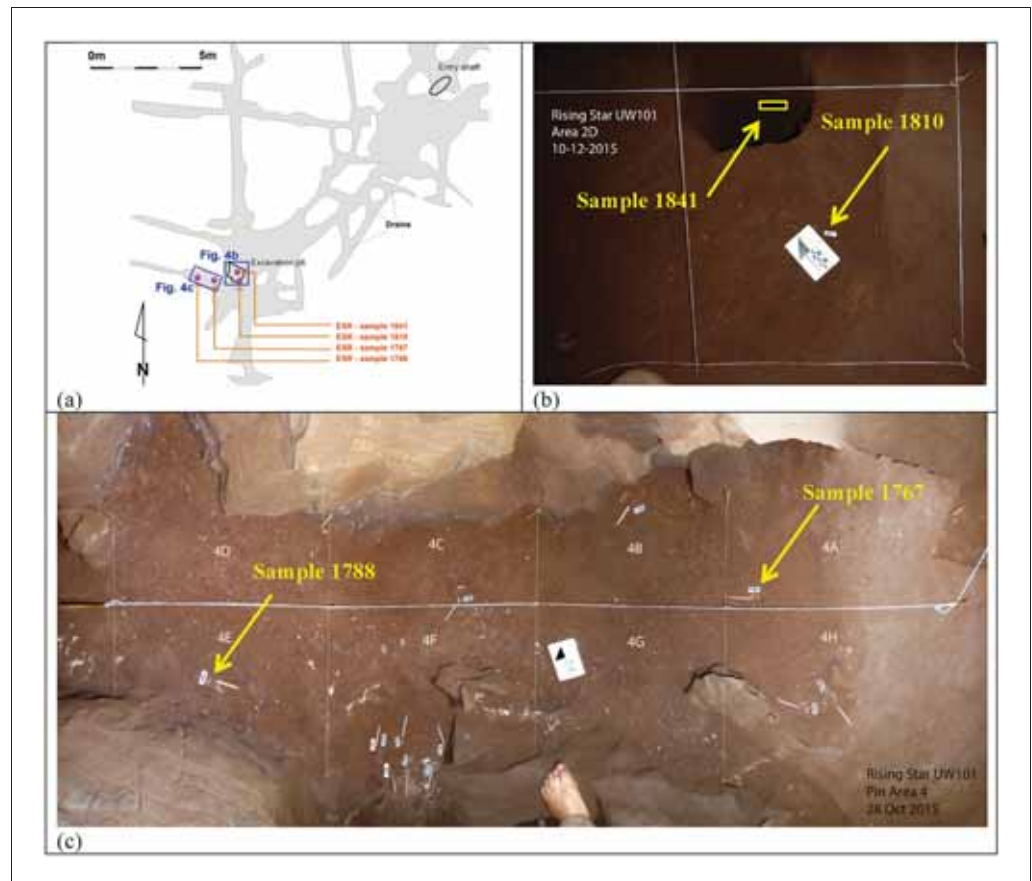 0m 5m
Entry shaft
Drains
Fig. 4b
Excavation pit
Fig. 4c
ESR - sample 1841
ESR - sample 1810
ESR - sample 1767
ESR - sample 1788
N
(a)
Rising Star UW101
Area 2D
10-12-2015
Sample 1810
Sample 1841
(b)
Sample 1767
4D
4C
4B
4A
Sample 1788
4E
4F
4G
4H
Rising Star UW101
Pin Area 4
28 Oct 2015
(c)